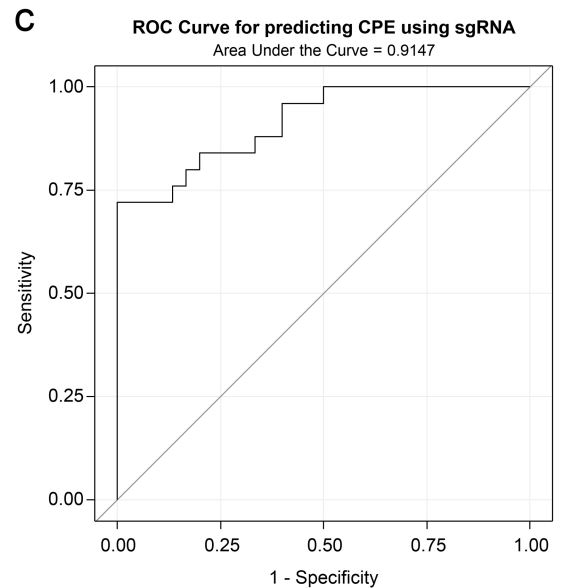 C
ROC Curve for predicting CPE using sgRNA
Area Under the Curve = 0.9147
1.00
0.75
0.50
0.25
0.00
Sensitivity
0.00 0.25 0.50 0.75 1.00
1 - Specificity